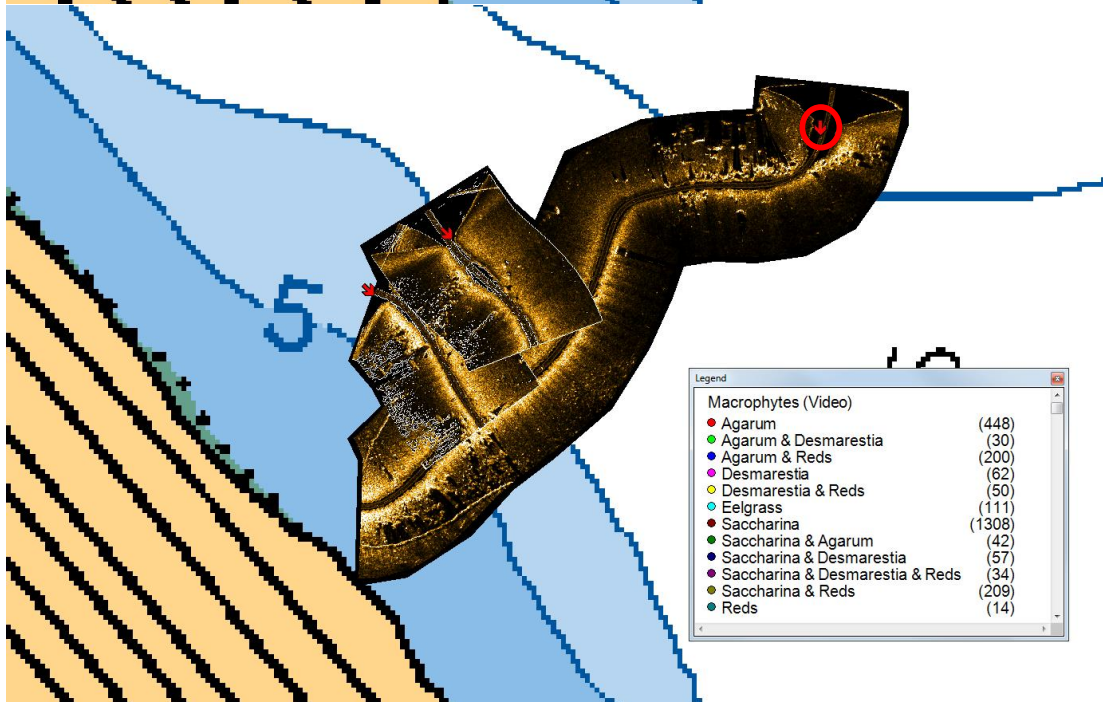 5
Legend
Macrophytes (Video)
Agarum (448)
Agarum & Desmarestia (30)
Agarum & Reds (200)
Desmarestia (62)
Desmarestia & Reds (50)
Eelgrass (111)
Saccharina (1308)
Saccharina & Agarum (42)
Saccharina & Desmarestia (57)
Saccharina & Desmarestia & Reds (34)
Saccharina & Reds (209)
Reds (14)